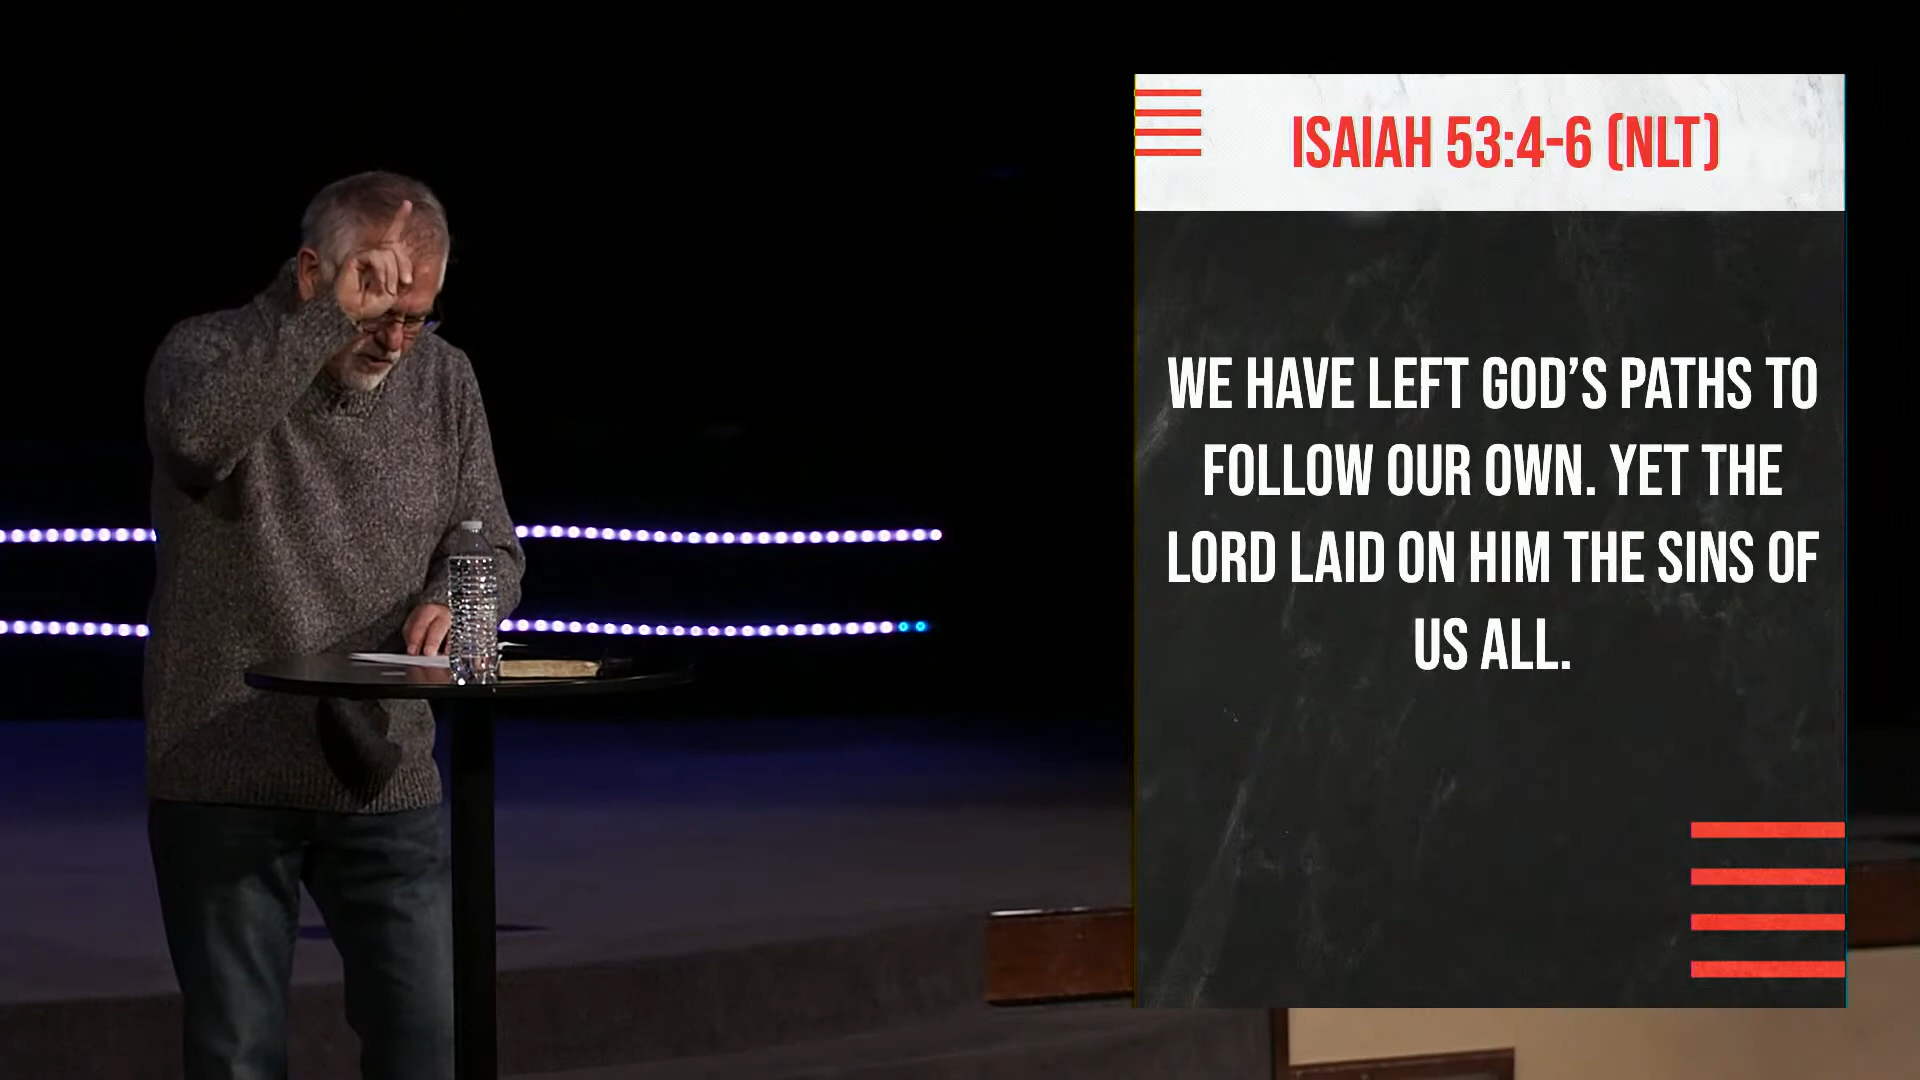 ISAIAH 53:4-6 (NLT)
WE HAVE LEFT GOD’S PATHS TO
FOLLOW OUR OWN. YET THE
LORD LAID ON HIM THE SINS OF
US ALL.